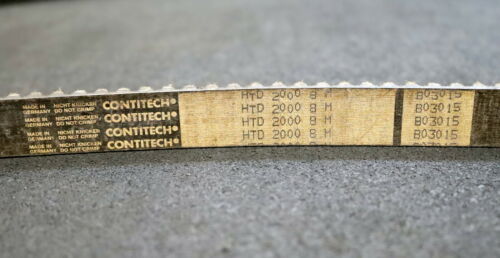 HTD 2000 8 M B03015
MADE IN GERMANY NICHT KNICKEN DO NOT CRIMP CONTITECH HTD 2000 8 M B03015
MADE IN GERMANY NICHT KNICKEN DO NOT CRIMP CONTITECH HTD 2000 8 M B03015
MADE IN GERMANY NICHT KNICKEN DO NOT CRIMP CONTITECH HTD 2000 8 M B03015
MADE IN GERMANY NICHT KNICKEN DO NOT CRIMP CONTITECH